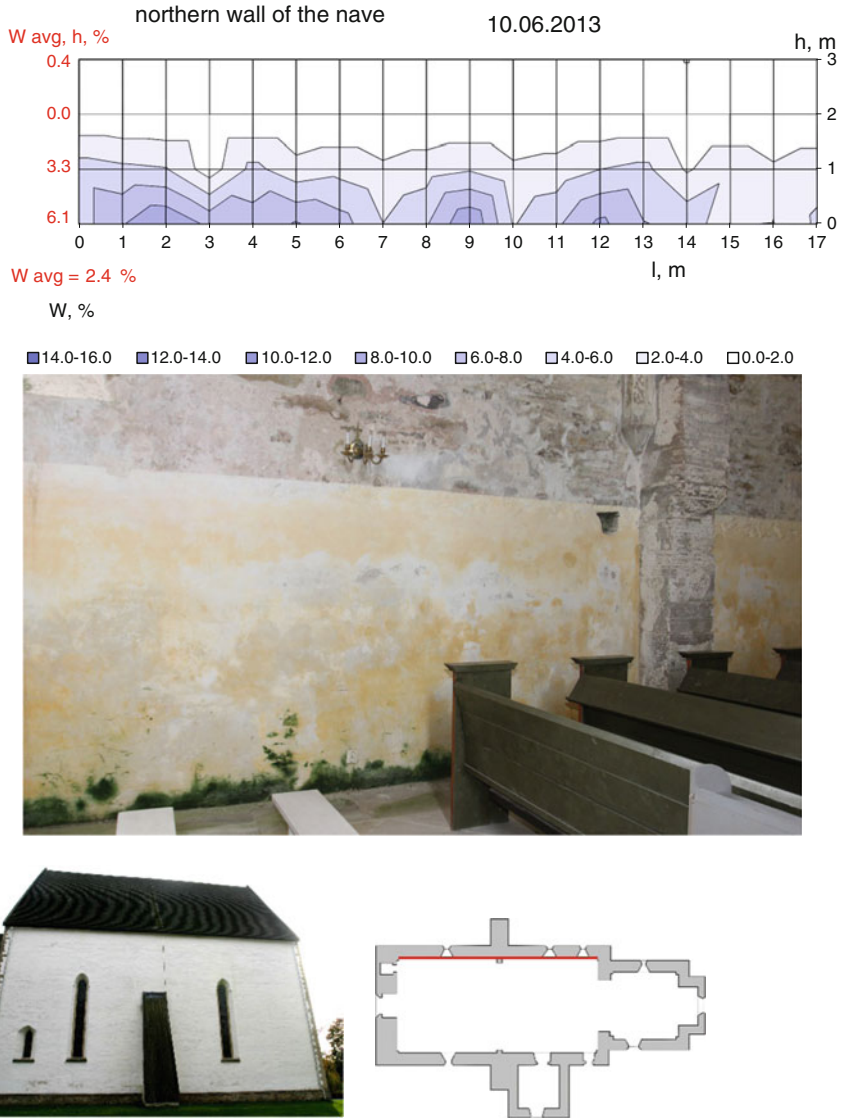 northern wall of the nave 10.06.2013
W avg, h, % h, m
0.4 3
0.0 2
3.3 1
6.1 0
0 1 2 3 4 5 6 7 8 9 10 11 12 13 14 15 16 17
l, m
W avg = 2.4 %
W, %
14.0-16.0 12.0-14.0 10.0-12.0 8.0-10.0 6.0-8.0 4.0-6.0 2.0-4.0 0.0-2.0